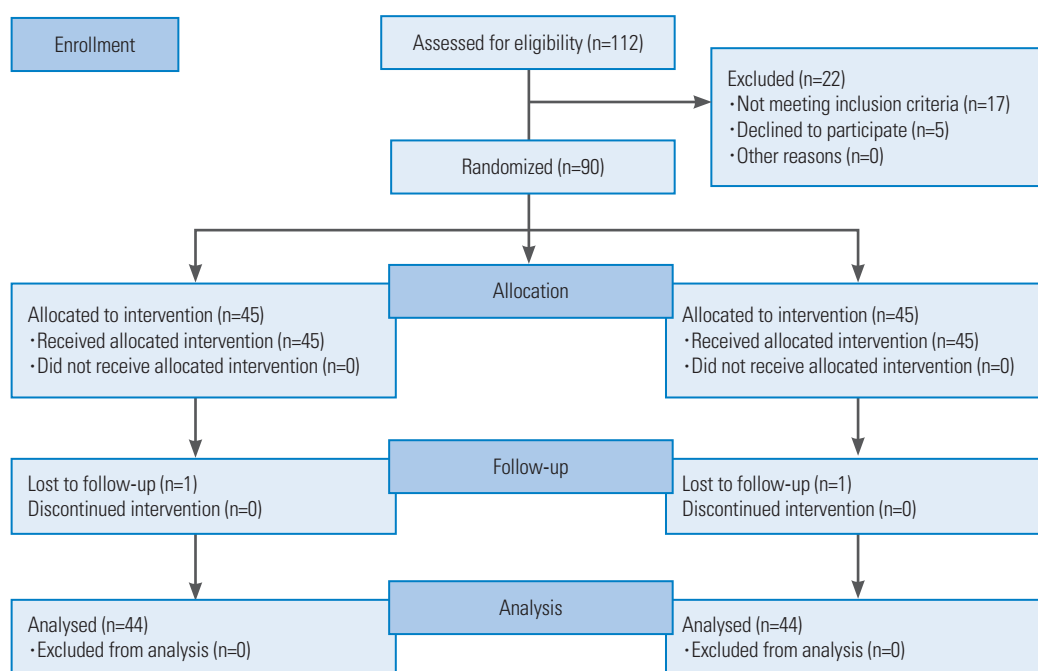 Enrollment
Assessed for eligibility (n=112)
Excluded (n=22)
·Not meeting inclusion criteria (n=17)
·Declined to participate (n=5)
·Other reasons (n=0)
Randomized (n=90)
Allocation
Allocated to intervention (n=45)
·Received allocated intervention (n=45)
·Did not receive allocated intervention (n=0)
Allocated to intervention (n=45)
·Received allocated intervention (n=45)
·Did not receive allocated intervention (n=0)
Follow-up
Lost to follow-up (n=1)
Discontinued intervention (n=0)
Lost to follow-up (n=1)
Discontinued intervention (n=0)
Analysis
Analysed (n=44)
·Excluded from analysis (n=0)
Analysed (n=44)
·Excluded from analysis (n=0)